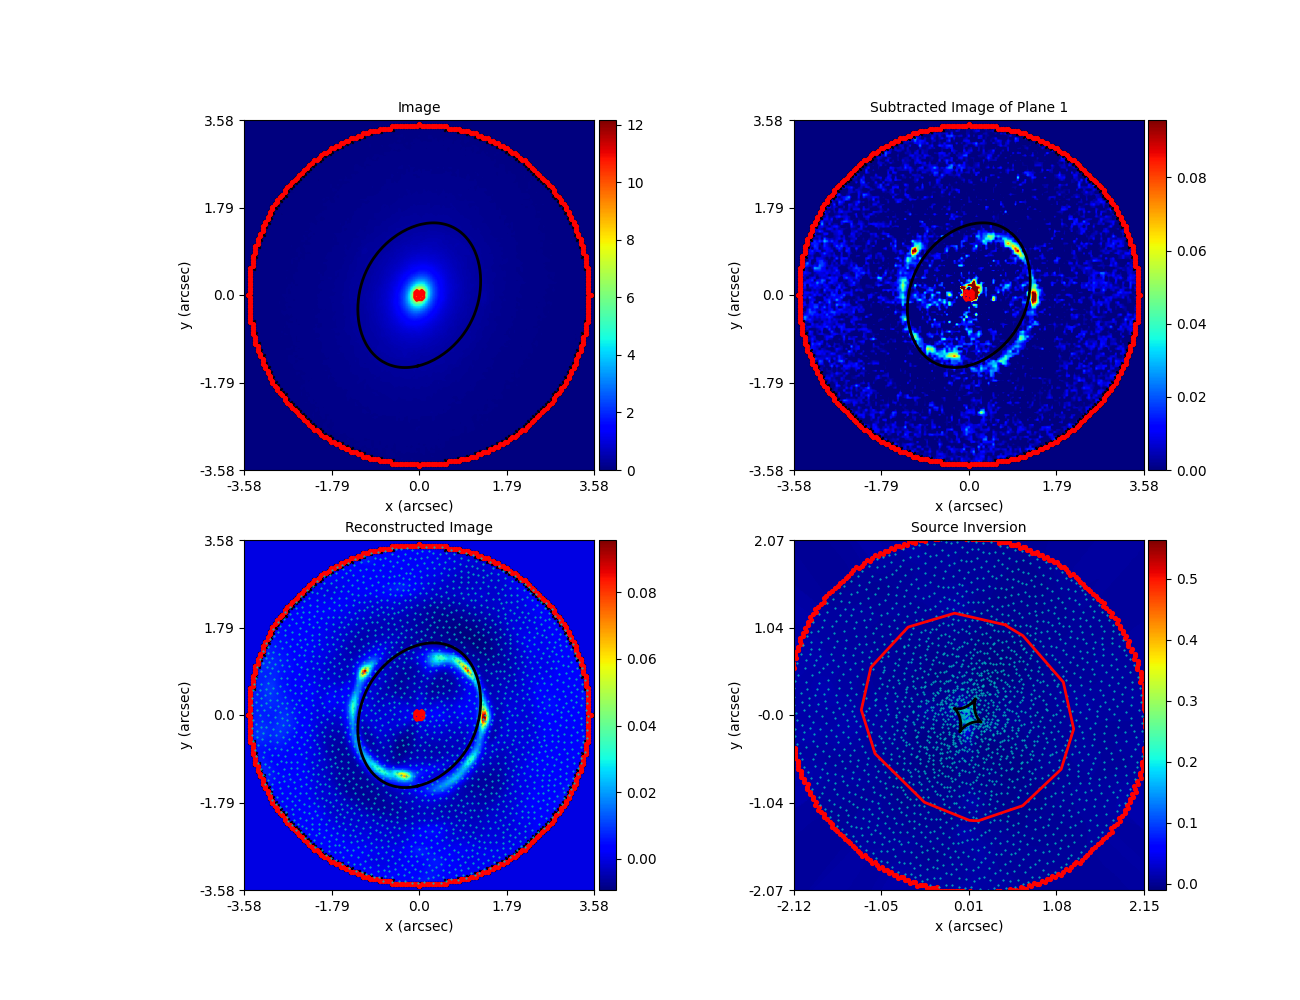 Image
3.58
1.79
0.0
-1.79
-3.58
y (arcsec)
-3.58 -1.79 0.0 1.79 3.58
x (arcsec)
12
10
8
6
4
2
0
Subtracted Image of Plane 1
3.58
1.79
0.0
-1.79
-3.58
y (arcsec)
-3.58 -1.79 0.0 1.79 3.58
x (arcsec)
0.08
0.06
0.04
0.02
0.00
Reconstructed Image
3.58
1.79
0.0
-1.79
-3.58
y (arcsec)
-3.58 -1.79 0.0 1.79 3.58
x (arcsec)
0.08
0.06
0.04
0.02
0.00
Source Inversion
2.07
1.04
-0.0
-1.04
-2.07
y (arcsec)
-2.12 -1.05 0.01 1.08 2.15
x (arcsec)
0.5
0.4
0.3
0.2
0.1
0.0